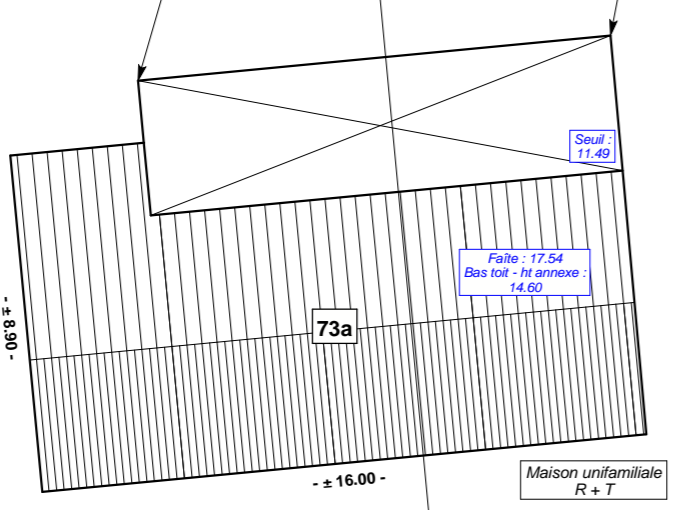 Seuil :
11.49
Faîte : 17.54
Bas toit - ht annexe :
14.60
73a
- ± 8.90 -
- ± 16.00 -
Maison unifamiliale
R + T